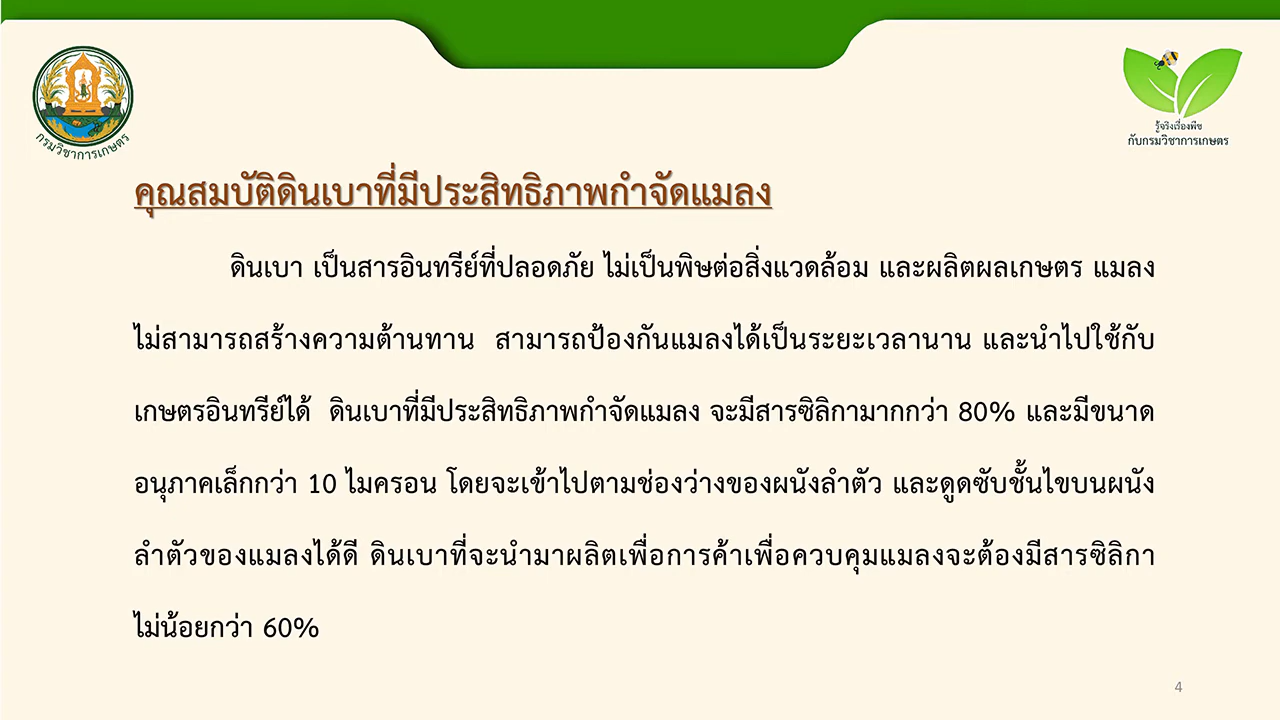 กรมวิชาการเกษตร
รู้จริงเรื่องพืช
กับกรมวิชาการเกษตร
คุณสมบัติดินเบาที่มีประสิทธิภาพกำจัดแมลง
ดินเบา เป็นสารอินทรีย์ที่ปลอดภัย ไม่เป็นพิษต่อสิ่งแวดล้อม และผลิตผลเกษตร แมลง
ไม่สามารถสร้างความต้านทาน สามารถป้องกันแมลงได้เป็นระยะเวลานาน และนำไปใช้กับ
เกษตรอินทรีย์ได้ ดินเบาที่มีประสิทธิภาพกำจัดแมลง จะมีสารซิลิกามากกว่า 80% และมีขนาด
อนุภาคเล็กกว่า 10 ไมครอน โดยจะเข้าไปตามช่องว่างของผนังลำตัว และดูดซับชั้นไขบนผนัง
ลำตัวของแมลงได้ดี ดินเบาที่จะนำมาผลิตเพื่อการค้าเพื่อควบคุมแมลงจะต้องมีสารซิลิกา
ไม่น้อยกว่า 60%
4